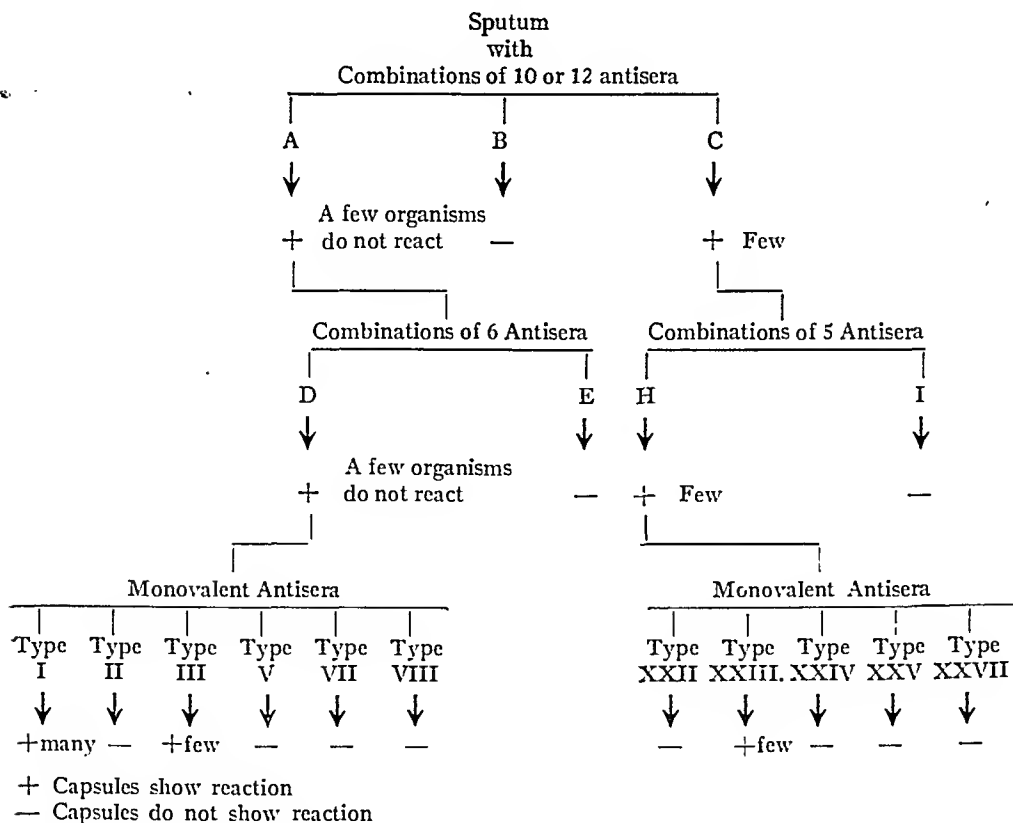 Sputum
with
Combinations of 10 or 12 antisera
A B C
A few organisms
+ do not react — + Few
Combinations of 6 Antisera Combinations of 5 Antisera
D E H I
A few organisms
+ do not react — + Few —
Monovalent Antisera Monovalent Antisera
Type Type Type Type Type Type Type Type Type Type Type
I II III V VII VIII XXII XXIII. XXIV XXV XXVII
+many — +few — — — — +few — — —
+ Capsules show reaction
— Capsules do not show reaction